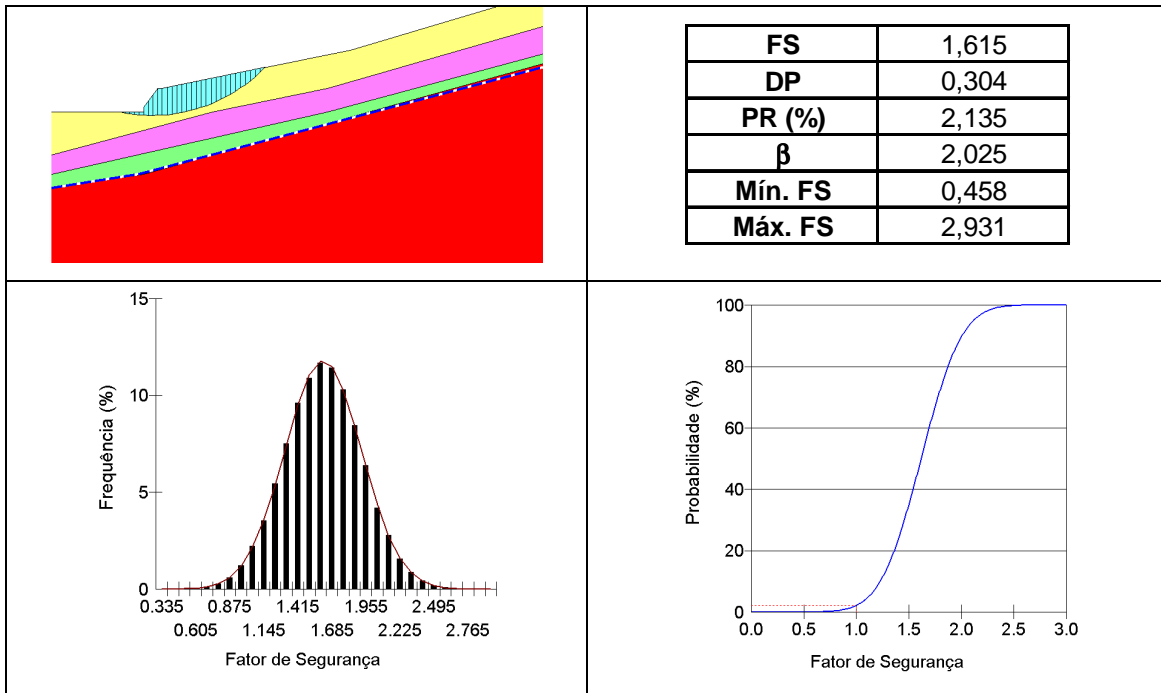 FS 1,615
DP 0,304
PR (%) 2,135
β 2,025
Mín. FS 0,458
Máx. FS 2,931
15
10
5
0
Frequência (%)
0.335 0.875 1.415 1.955 2.495
0.605 1.145 1.685 2.225 2.765
Fator de Segurança
100
80
60
40
20
0
Probabilidade (%)
0.0 0.5 1.0 1.5 2.0 2.5 3.0
Fator de Segurança